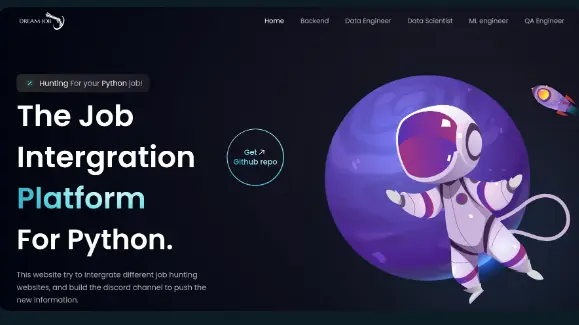 DREAM JOB
Home Backend Data Engineer Data Scientist ML engineer QA Engineer
Hunting For your Python job!
The Job
Intergration
Platform
For Python.
Get ↗
Github repo
This website try to intergrate different job hunting
websites, and build the discord channel to push the
new information.